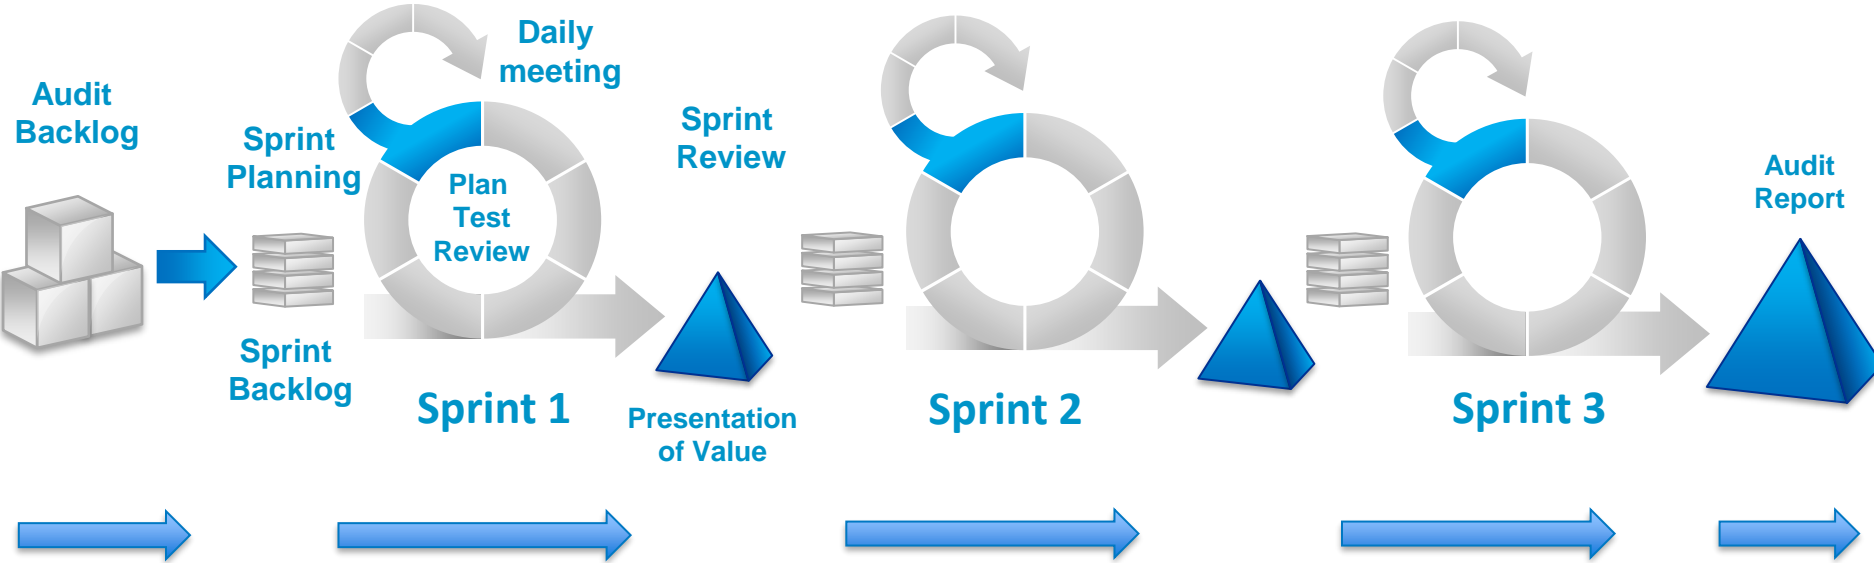 Audit
Backlog
Sprint
Planning
Sprint
Backlog
Daily
meeting
Plan
Test
Review
Sprint 1
Sprint
Review
Presentation
of Value
Sprint 2
Sprint 3
Audit
Report